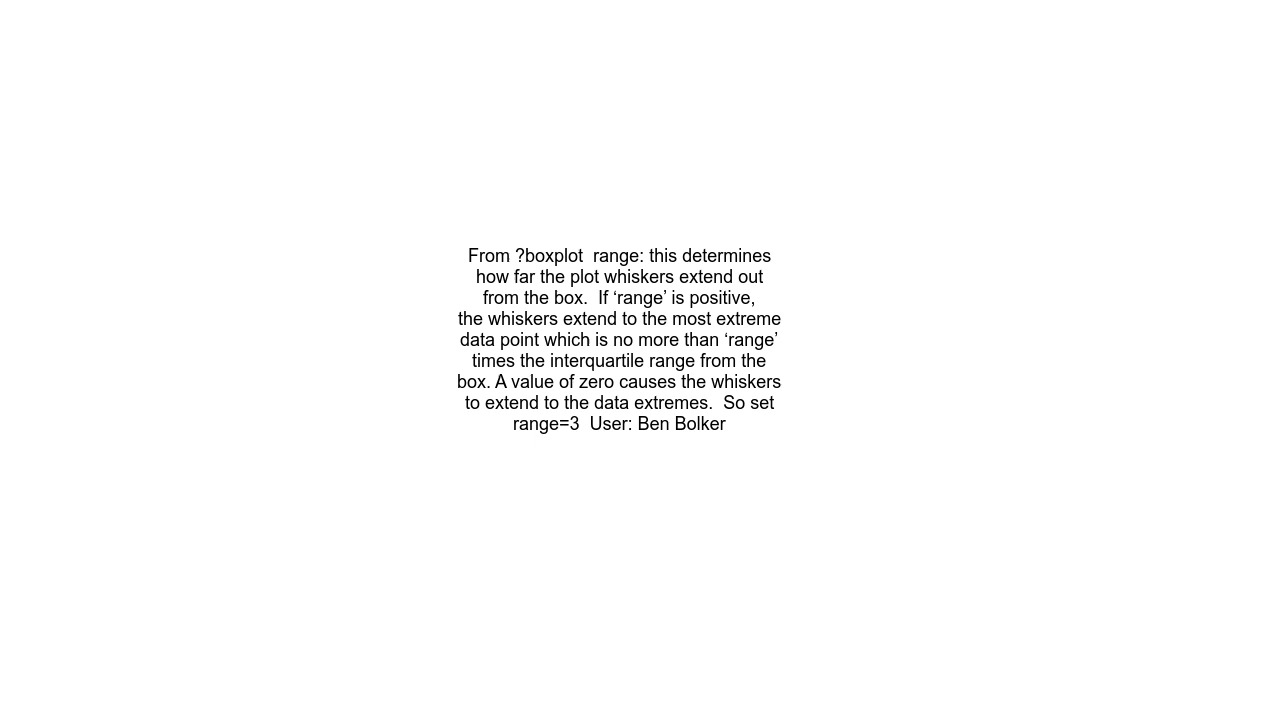 From ?boxplot  range: this determines
how far the plot whiskers extend out
from the box.  If ‘range’ is positive,
the whiskers extend to the most extreme
data point which is no more than ‘range’
times the interquartile range from the
box. A value of zero causes the whiskers
to extend to the data extremes.  So set
range=3  User: Ben Bolker